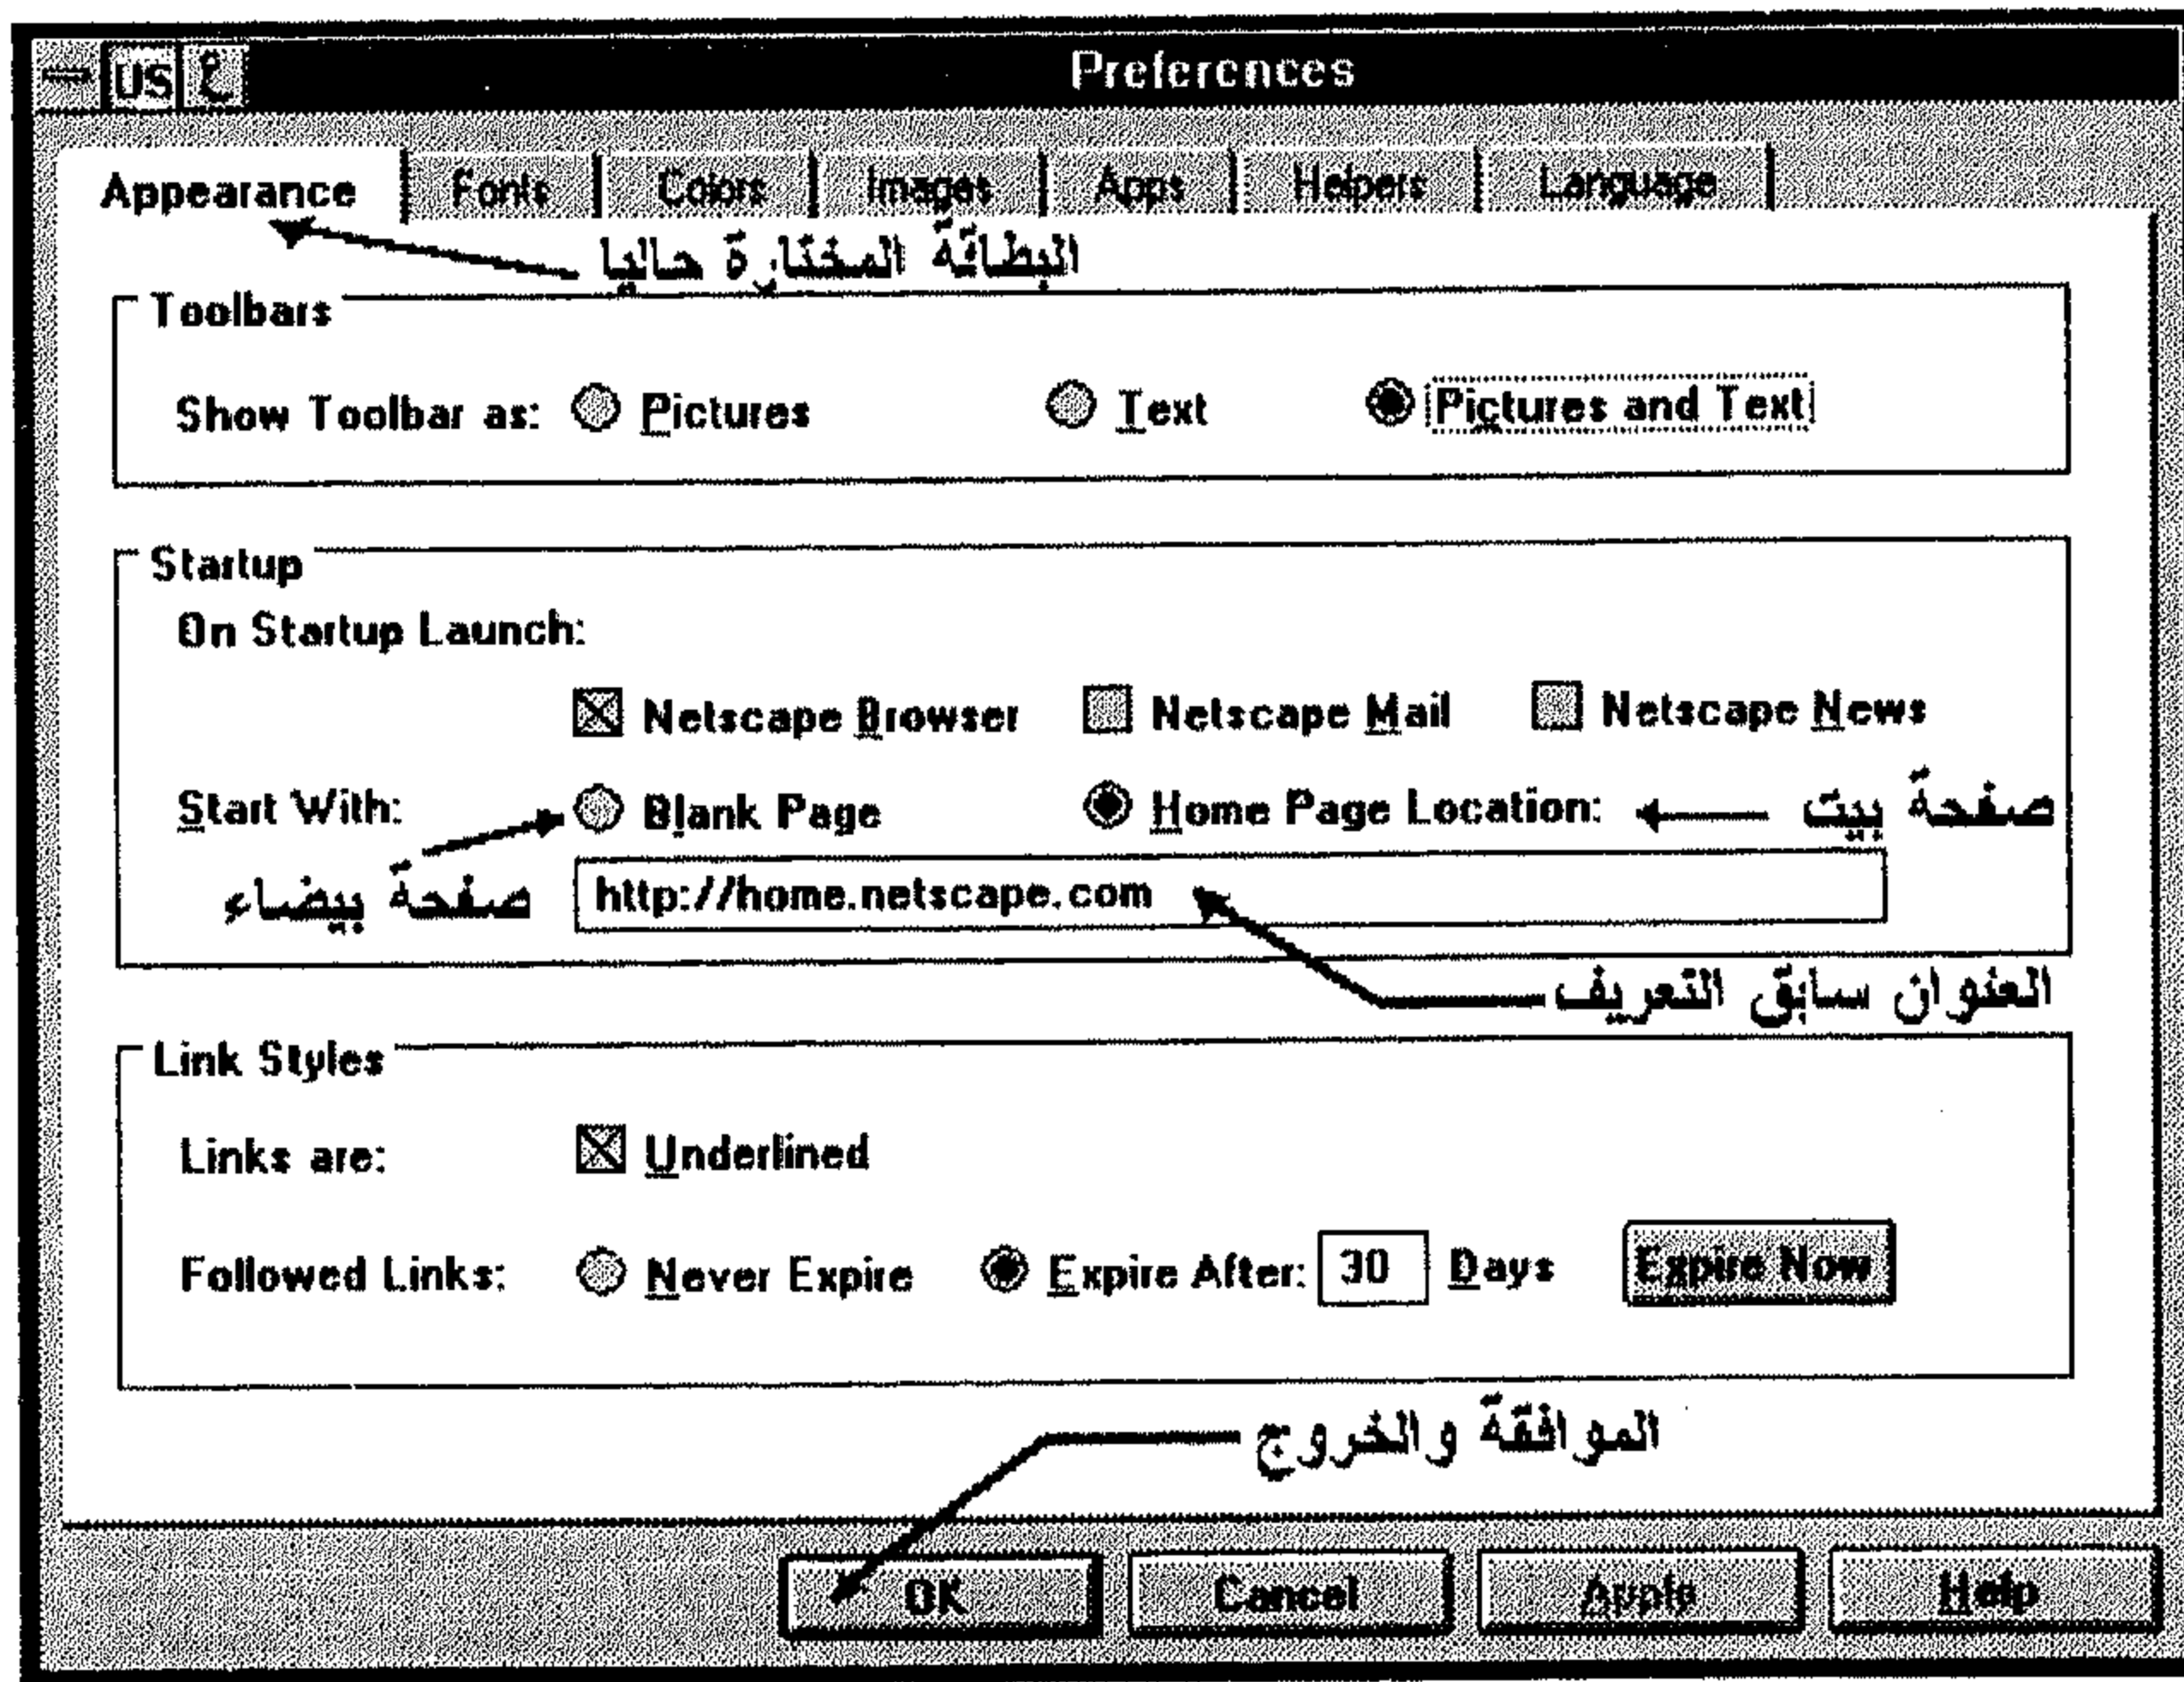 US ع Preferences
Appearance Fonts Colors Images Apps Helpers Language
البطاقة المختارة حاليا
Toolbars
Show Toolbar as: Pictures Text Pictures and Text
Startup
On Startup Launch:
Netscape Browser Netscape Mail Netscape News
Start With: Blank Page Home Page Location: صفحة بيت
صفحة بيضاء http://home.netscape.com
العنوان سابق التعريف
Link Styles
Links are: Underlined
Followed Links: Never Expire Expire After: 30 Days Expire Now
الموافقة والخروج
OK Cancel Apply Help